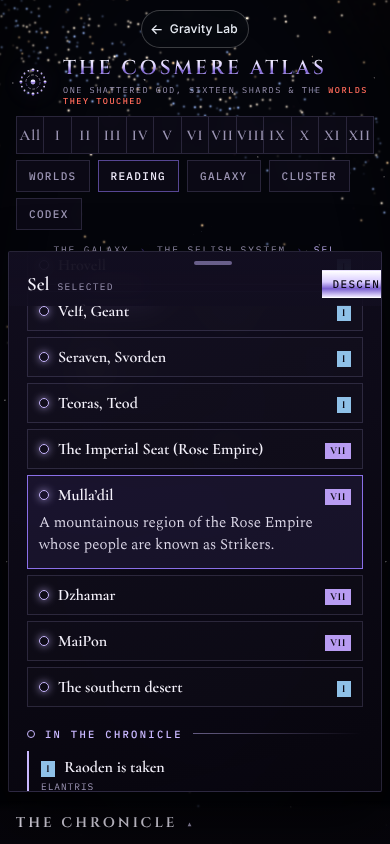 ← Gravity Lab
THE COSMERE ATLAS
ONE SHATTERED GOD, SIXTEEN SHARDS & THE WORLDS
THEY TOUCHED
All I II III IV V VI VII VIII IX X XI XII
WORLDS READING GALAXY CLUSTER
CODEX
THE GALAXY · THE SELISH SYSTEM · SEL
Hrovell
Sel SELECTED DESCEN
Velf, Geant I
Seraven, Svorden I
Teoras, Teod I
The Imperial Seat (Rose Empire) VII
Mulla’dil VII
A mountainous region of the Rose Empire
whose people are known as Strikers.
Dzhamar VII
MaiPon VII
The southern desert I
IN THE CHRONICLE
I Raoden is taken
ELANTRIS
THE CHRONICLE ▴